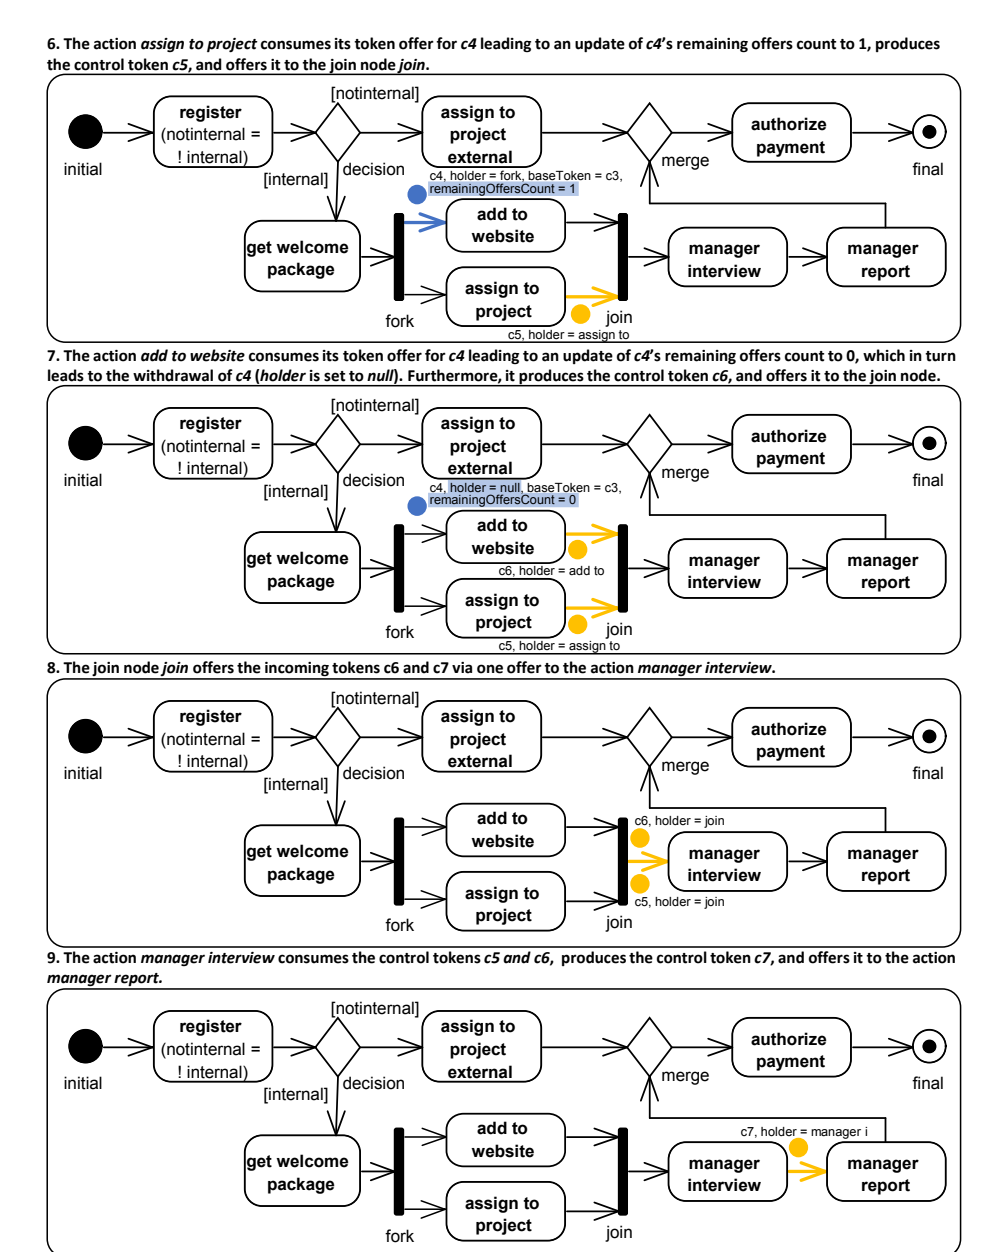 6. The action assign to project consumes its token offer for c4 leading to an update of c4's remaining offers count to 1, produces
the control token c5, and offers it to the join node join.
[notinternal]
register
(notinternal =
! internal)
assign to
project
external
authorize
payment
initial
decision
merge
final
[internal]
c4, holder = fork, baseToken = c3,
remainingOffersCount = 1
get welcome
package
add to
website
manager
interview
manager
report
assign to
project
fork
join
c5, holder = assign to
7. The action add to website consumes its token offer for c4 leading to an update of c4's remaining offers count to 0, which in turn
leads to the withdrawal of c4 (holder is set to null). Furthermore, it produces the control token c6, and offers it to the join node.
[notinternal]
register
(notinternal =
! internal)
assign to
project
external
authorize
payment
initial
decision
merge
final
[internal]
c4, holder = null, baseToken = c3,
remainingOffersCount = 0
get welcome
package
add to
website
c6, holder = add to
manager
interview
manager
report
assign to
project
fork
join
c5, holder = assign to
8. The join node join offers the incoming tokens c6 and c7 via one offer to the action manager interview.
[notinternal]
register
(notinternal =
! internal)
assign to
project
external
authorize
payment
initial
decision
merge
final
[internal]
get welcome
package
add to
website
c6, holder = join
manager
interview
manager
report
c5, holder = join
assign to
project
fork
join
9. The action manager interview consumes the control tokens c5 and c6, produces the control token c7, and offers it to the action
manager report.
[notinternal]
register
(notinternal =
! internal)
assign to
project
external
authorize
payment
initial
decision
merge
final
[internal]
get welcome
package
add to
website
c7, holder = manager i
manager
interview
manager
report
assign to
project
fork
join